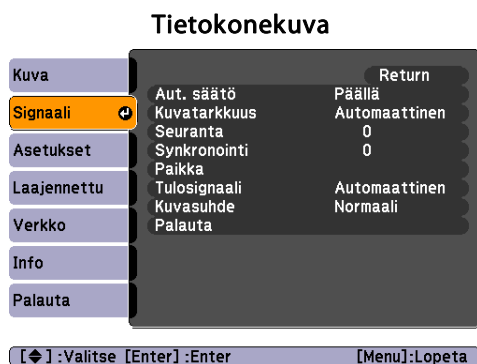 Tietokonekuva
Kuva
Signaali
Asetukset
Laajennettu
Verkko
Info
Palauta
Return
Aut. säätö Päällä
Kuvatarkkuus Automaattinen
Seuranta 0
Synkronointi 0
Paikka
Tulosignaali Automaattinen
Kuvasuhde Normaali
Palauta
[◆] :Valitse [Enter] :Enter [Menu]:Lopeta